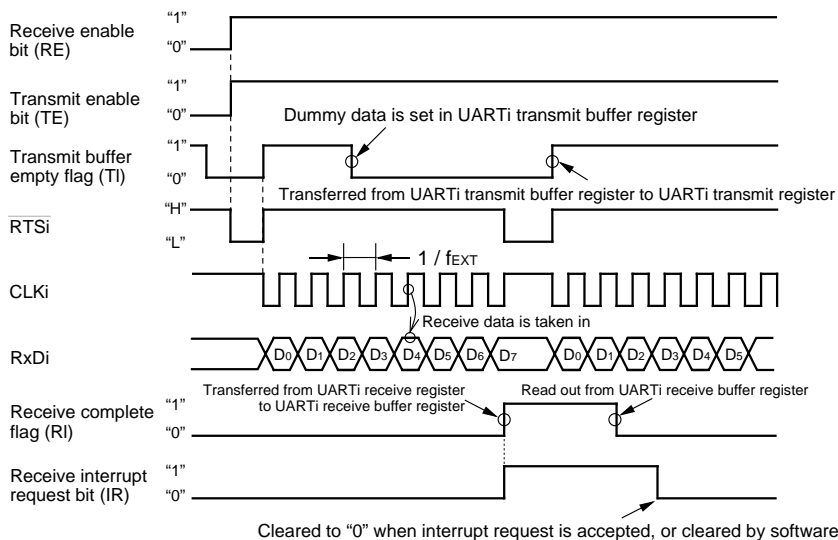 Receive enable
bit (RE)
“1”
“0”
Transmit enable
bit (TE)
“1”
“0”
Dummy data is set in UARTi transmit buffer register
Transmit buffer
empty flag (TI)
“1”
“0”
Transferred from UARTi transmit buffer register to UARTi transmit register
RTSi
“H”
“L”
1 / fEXT
CLKi
Receive data is taken in
RxDi
D0 D1 D2 D3 D4 D5 D6 D7 D0 D1 D2 D3 D4 D5
Transferred from UARTi receive register
to UARTi receive buffer register
Read out from UARTi receive buffer register
Receive complete
flag (RI)
“1”
“0”
Receive interrupt
request bit (IR)
“1”
“0”
Cleared to “0” when interrupt request is accepted, or cleared by software